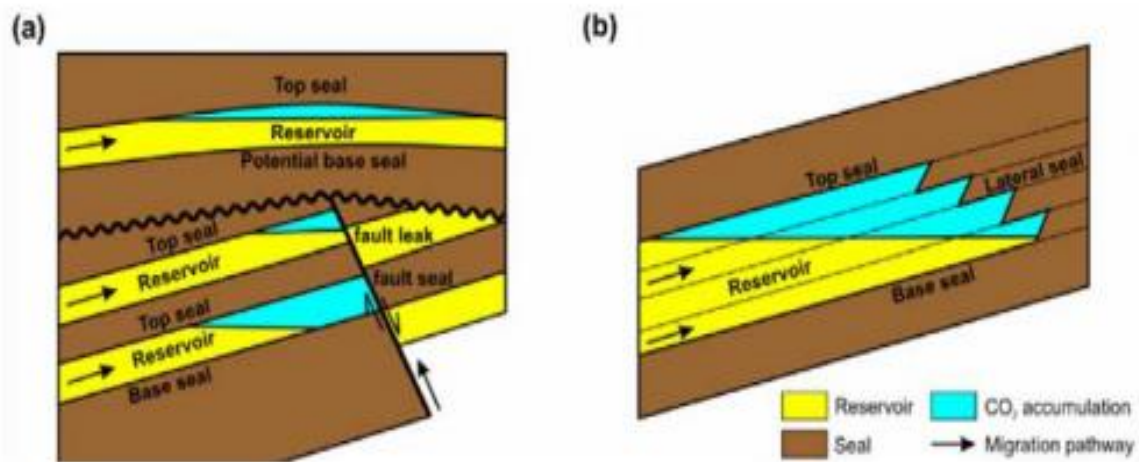 (a)
Top seal
Reservoir
Potential base seal
Top seal
fault leak
Reservoir
fault seal
Top seal
Reservoir
Base seal
(b)
Top seal
Lateral seal
Reservoir
Base seal
Reservoir
CO₂ accumulation
Seal
Migration pathway